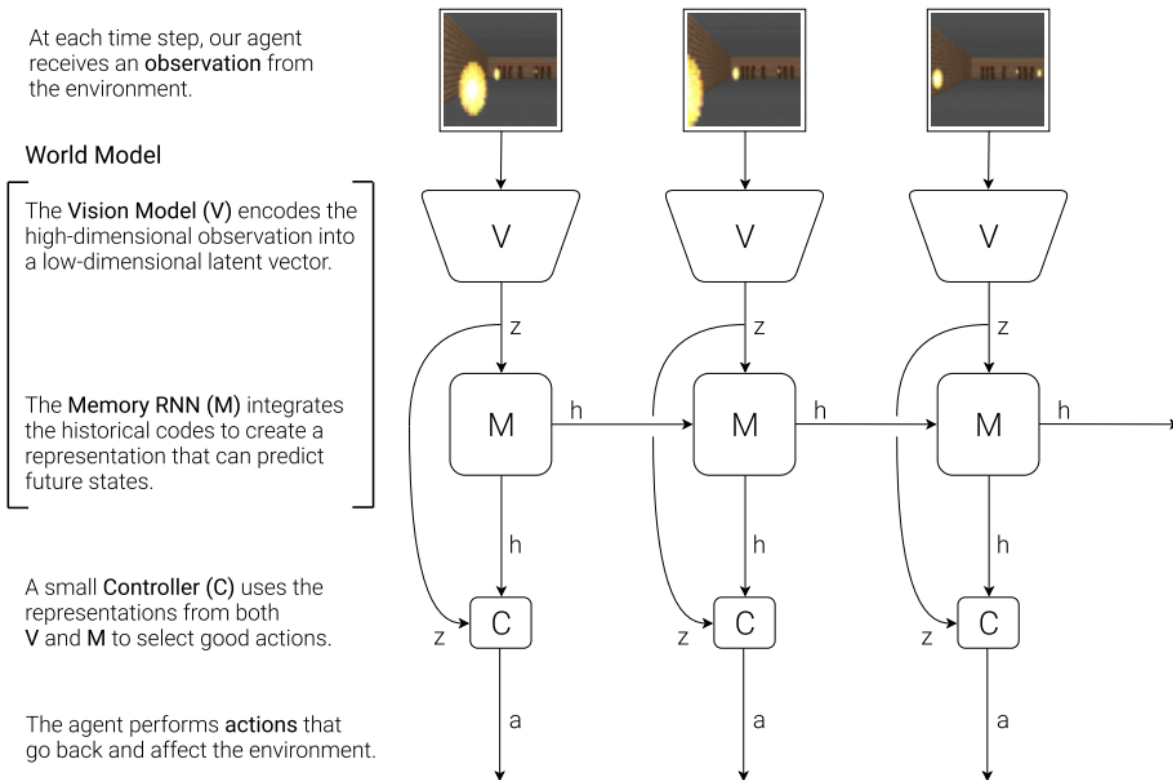 At each time step, our agent
receives an observation from
the environment.
World Model
The Vision Model (V) encodes the
high-dimensional observation into
a low-dimensional latent vector.
The Memory RNN (M) integrates
the historical codes to create a
representation that can predict
future states.
A small Controller (C) uses the
representations from both
V and M to select good actions.
The agent performs actions that
go back and affect the environment.
V
V
V
z
z
z
M
h
M
h
M
h
h
h
h
z
C
z
C
z
C
a
a
a